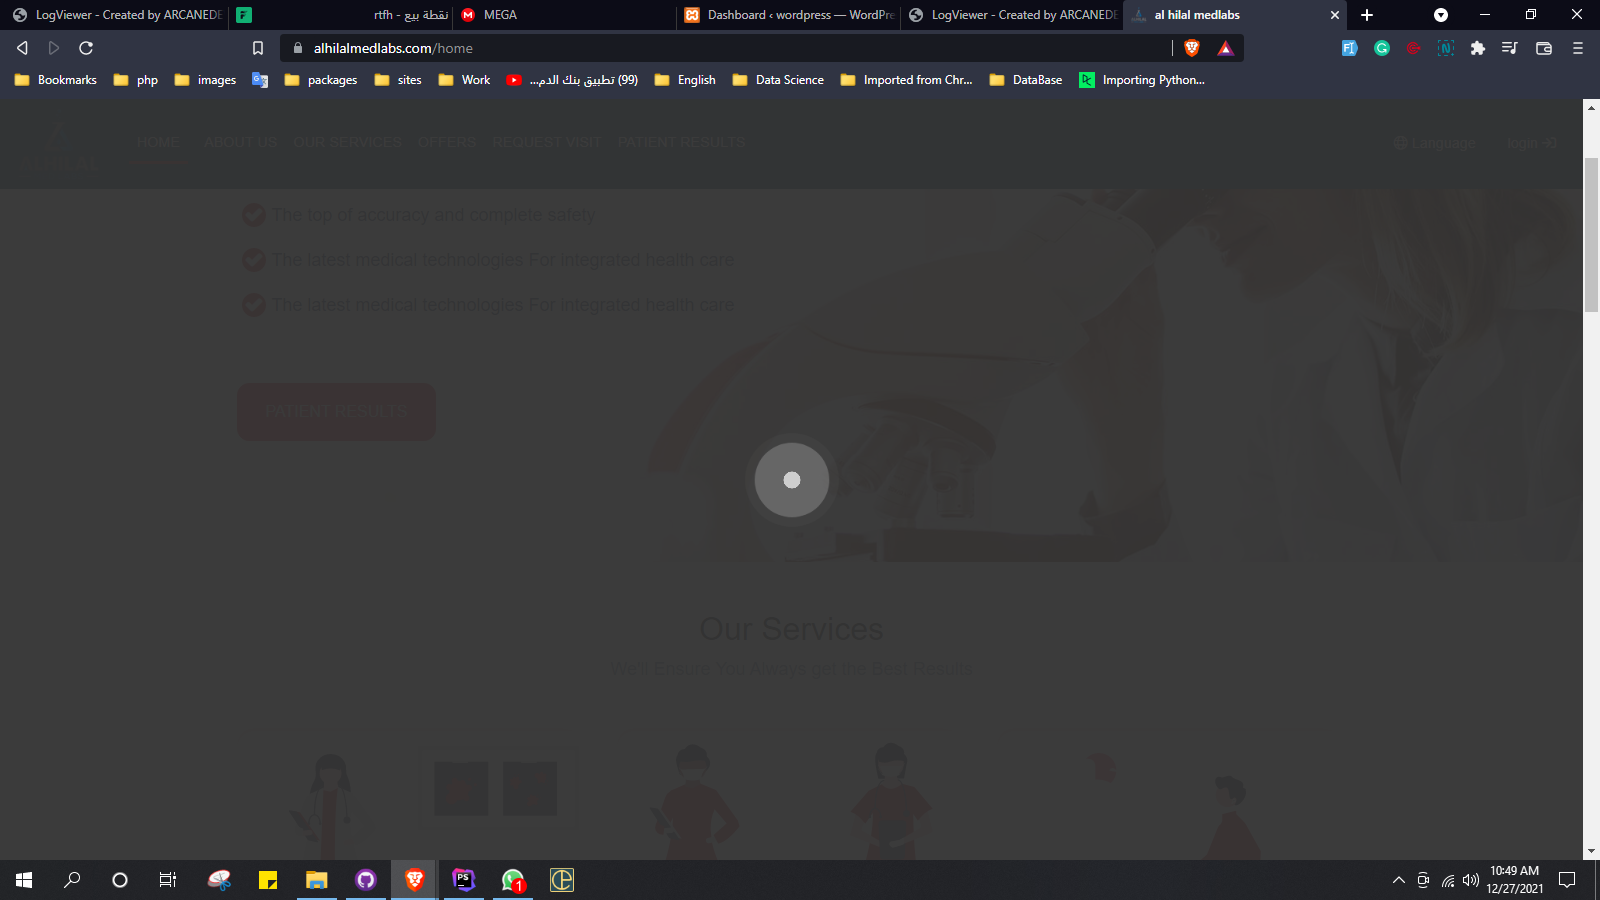 LogViewer - Created by ARCANEDE
نقطة بيع - rtfh
MEGA
Dashboard ‹ wordpress — WordPre
LogViewer - Created by ARCANEDE
al hilal medlabs
alhilalmedlabs.com/home
Bookmarks
php
images
packages
sites
Work
(99) تطبيق بنك الدم...
English
Data Science
Imported from Chr...
DataBase
Importing Python...
HOME
ABOUT US
OUR SERVICES
OFFERS
REQUEST VISIT
PATIENT RESULTS
Language
login
The top of accuracy and complete safety
The latest medical technologies For integrated health care
The latest medical technologies For integrated health care
PATIENT RESULTS
Our Services
We'll Ensure You Always get the Best Results
PS
1
10:49 AM
12/27/2021